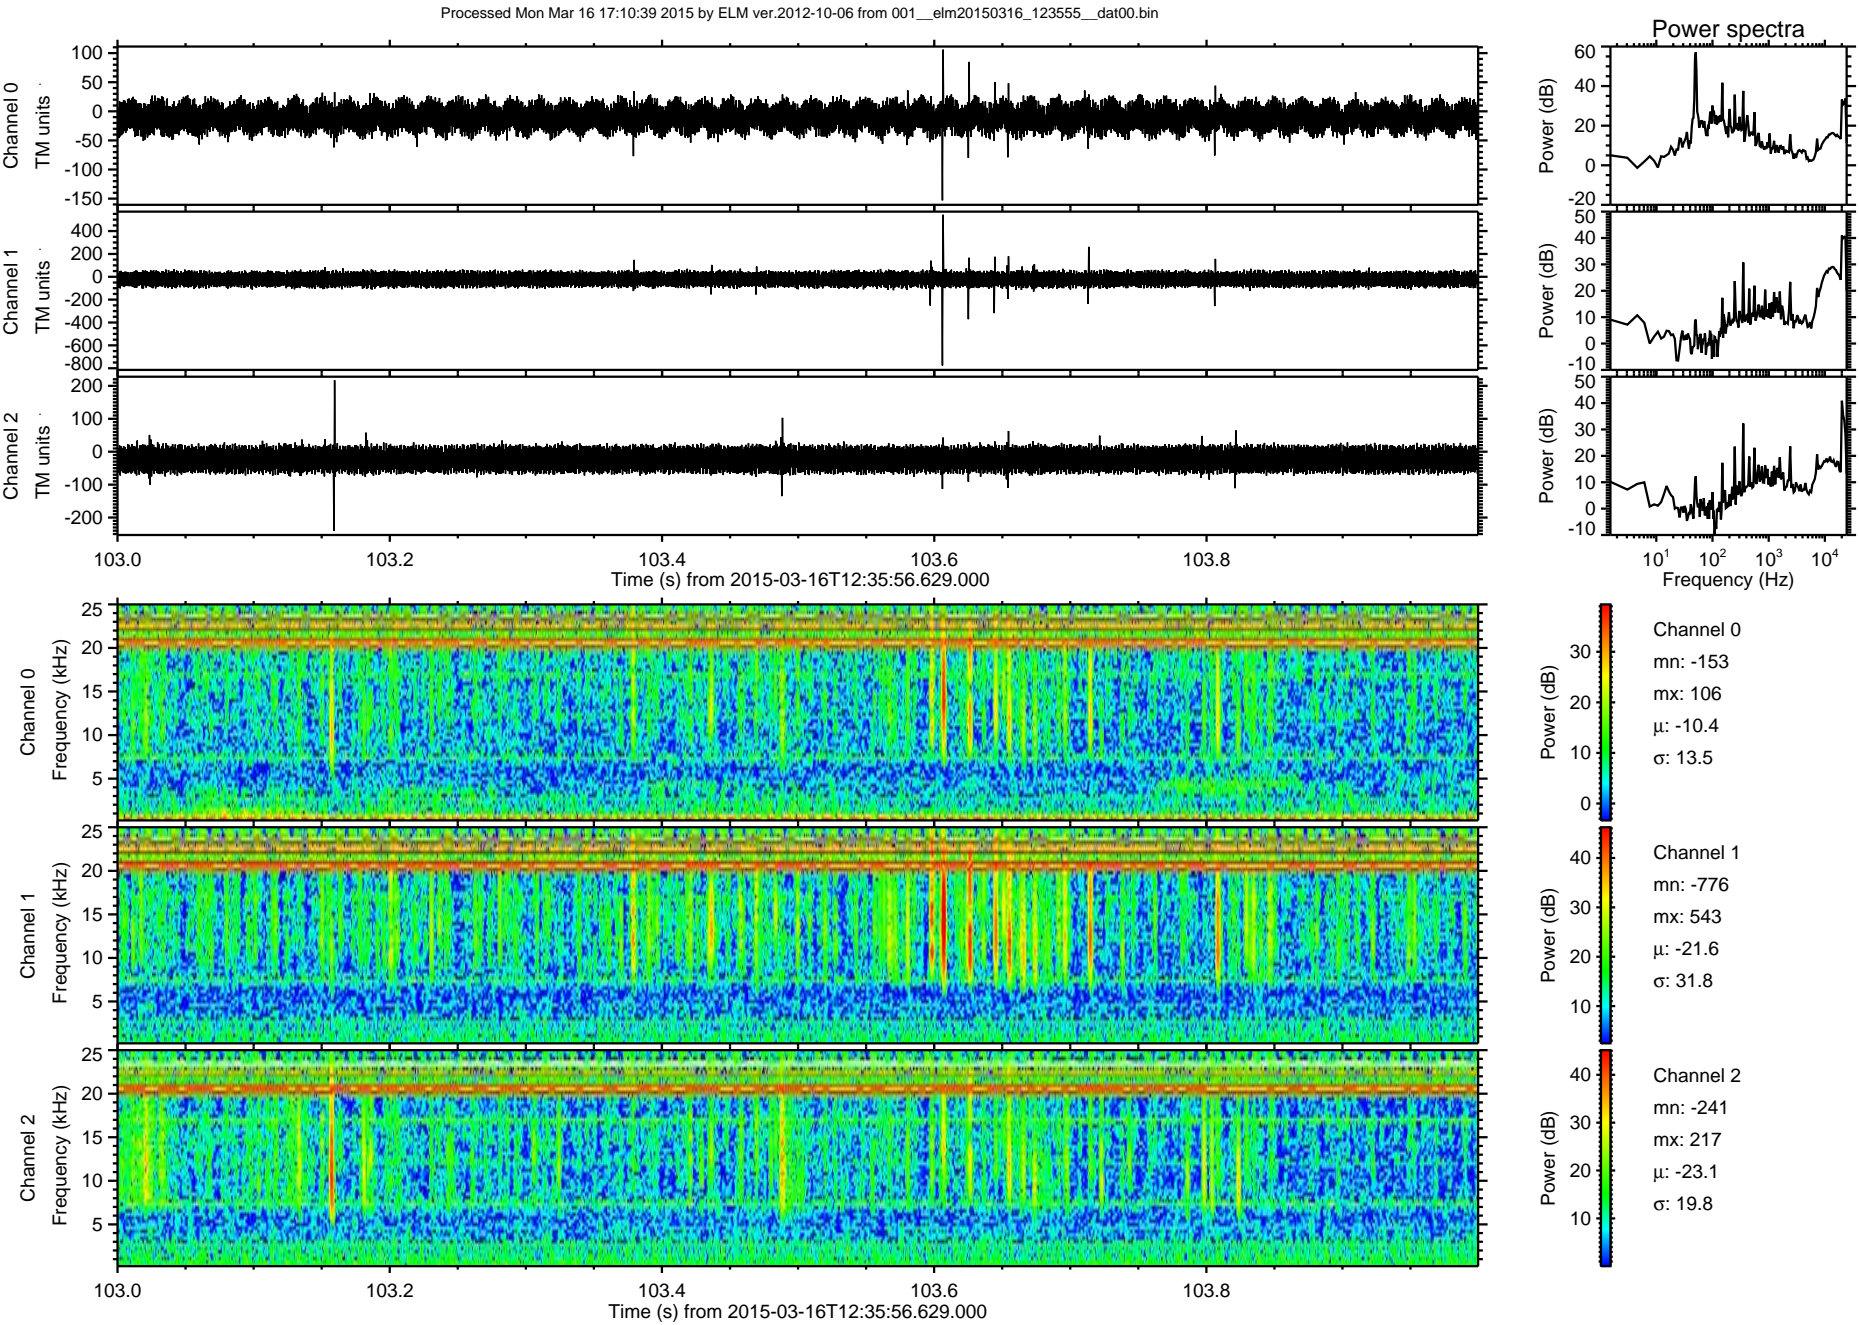 Processed Mon Mar 16 17:10:39 2015 by ELM ver.2012-10-06 from 001__elm20150316_123555__dat00.bin
Power spectra
Channel 0
TM units
100
50
0
-50
-100
-150
Power (dB)
60
40
20
0
-20
Channel 1
TM units
400
200
0
-200
-400
-600
-800
Power (dB)
50
40
30
20
10
0
-10
Channel 2
TM units
200
100
0
-100
-200
Power (dB)
50
40
30
20
10
0
-10
103.0 103.2 103.4 103.6 103.8
Time (s) from 2015-03-16T12:35:56.629.000
10^1 10^2 10^3 10^4
Frequency (Hz)
Channel 0
Frequency (kHz)
25
20
15
10
5
Power (dB)
30
20
10
0
Channel 0
mn: -153
mx: 106
μ: -10.4
σ: 13.5
Channel 1
Frequency (kHz)
25
20
15
10
5
Power (dB)
40
30
20
10
Channel 1
mn: -776
mx: 543
μ: -21.6
σ: 31.8
Channel 2
Frequency (kHz)
25
20
15
10
5
Power (dB)
40
30
20
10
Channel 2
mn: -241
mx: 217
μ: -23.1
σ: 19.8
103.0 103.2 103.4 103.6 103.8
Time (s) from 2015-03-16T12:35:56.629.000